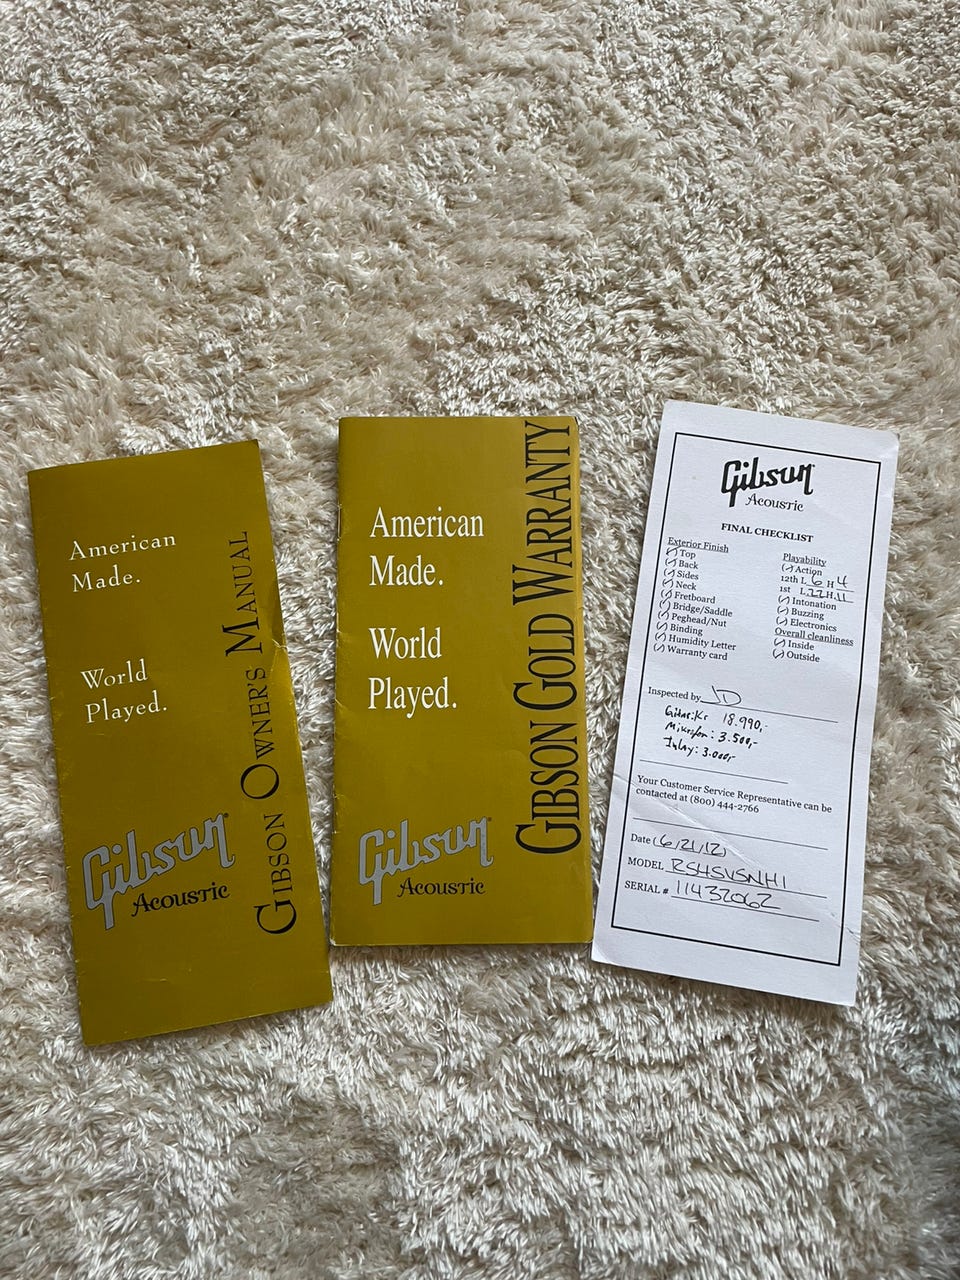 American
Made.
World
Played.
Gibson
Acoustic
GIBSON OWNER'S MANUAL
American
Made.
World
Played.
Gibson
Acoustic
GIBSON GOLD WARRANTY
Gibson
Acoustic
FINAL CHECKLIST
Exterior Finish
(✓) Top
(✓) Back
(✓) Sides
(✓) Neck
(✓) Fretboard
(✓) Bridge/Saddle
(✓) Peghead/Nut
(✓) Binding
(✓) Humidity Letter
(✓) Warranty card
Playability
(✓) Action
12th L 6 H 4
1st L 22 H 11
(✓) Intonation
(✓) Buzzing
(✓) Electronics
Overall cleanliness
(✓) Inside
(✓) Outside
Inspected by JD
Gitar: Kr 18.990,-
Mikrofon: 3.500,-
Inlay: 3.000,-
Your Customer Service Representative can be
contacted at (800) 444-2766
Date (6/21/12)
MODEL RS4SVSNH1
SERIAL # 11432062